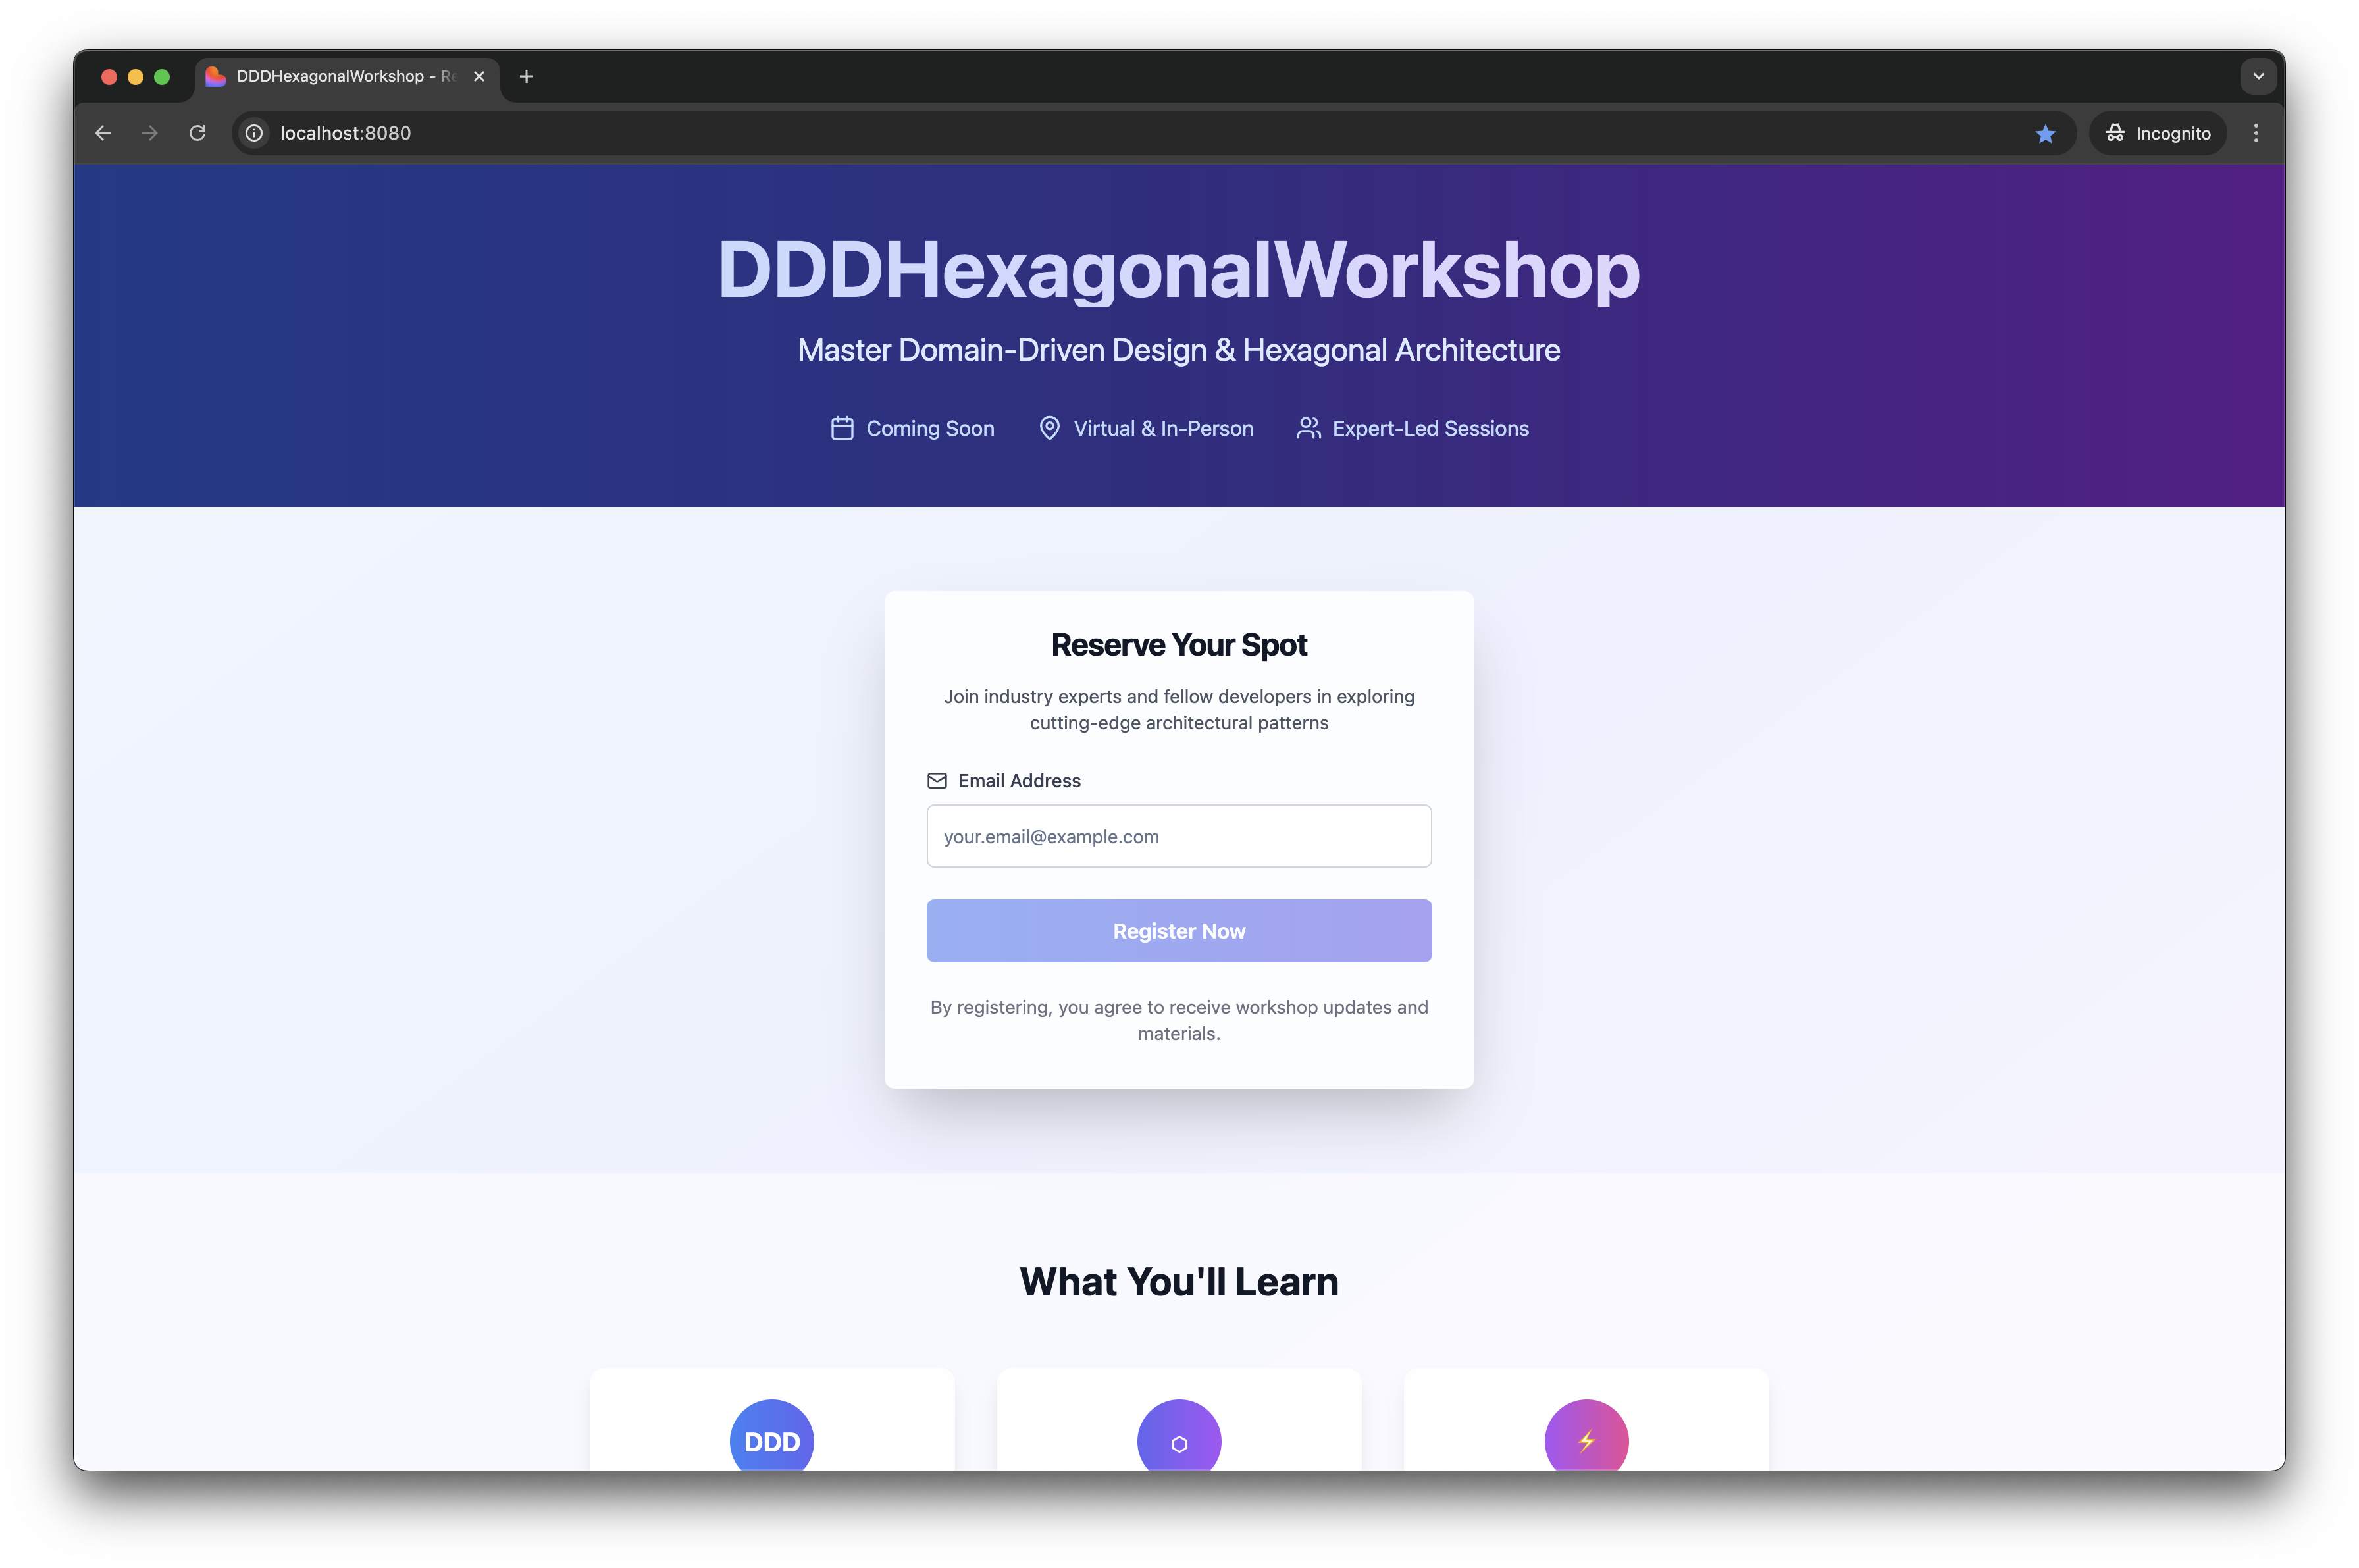 DDDHexagonalWorkshop - Re
localhost:8080
Incognito
DDDHexagonalWorkshop
Master Domain-Driven Design & Hexagonal Architecture
Coming Soon
Virtual & In-Person
Expert-Led Sessions
Reserve Your Spot
Join industry experts and fellow developers in exploring
cutting-edge architectural patterns
Email Address
your.email@example.com
Register Now
By registering, you agree to receive workshop updates and
materials.
What You'll Learn
DDD